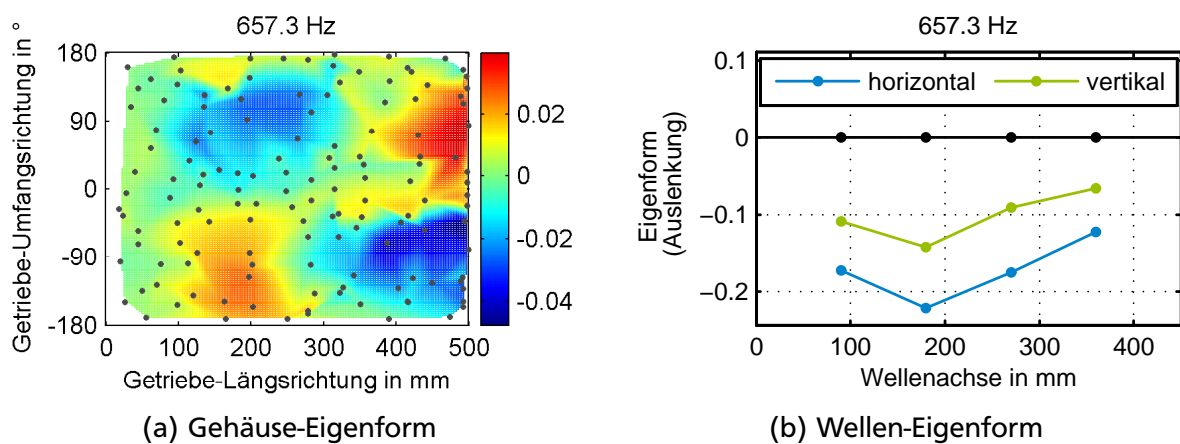 657.3 Hz
Getriebe-Umfangsrichtung in °
180
90
0
-90
-180
0 100 200 300 400 500
Getriebe-Längsrichtung in mm
0.02
0
-0.02
-0.04
(a) Gehäuse-Eigenform
657.3 Hz
Eigenform
(Auslenkung)
0.1
0
−0.1
−0.2
horizontal vertikal
0 100 200 300 400
Wellenachse in mm
(b) Wellen-Eigenform